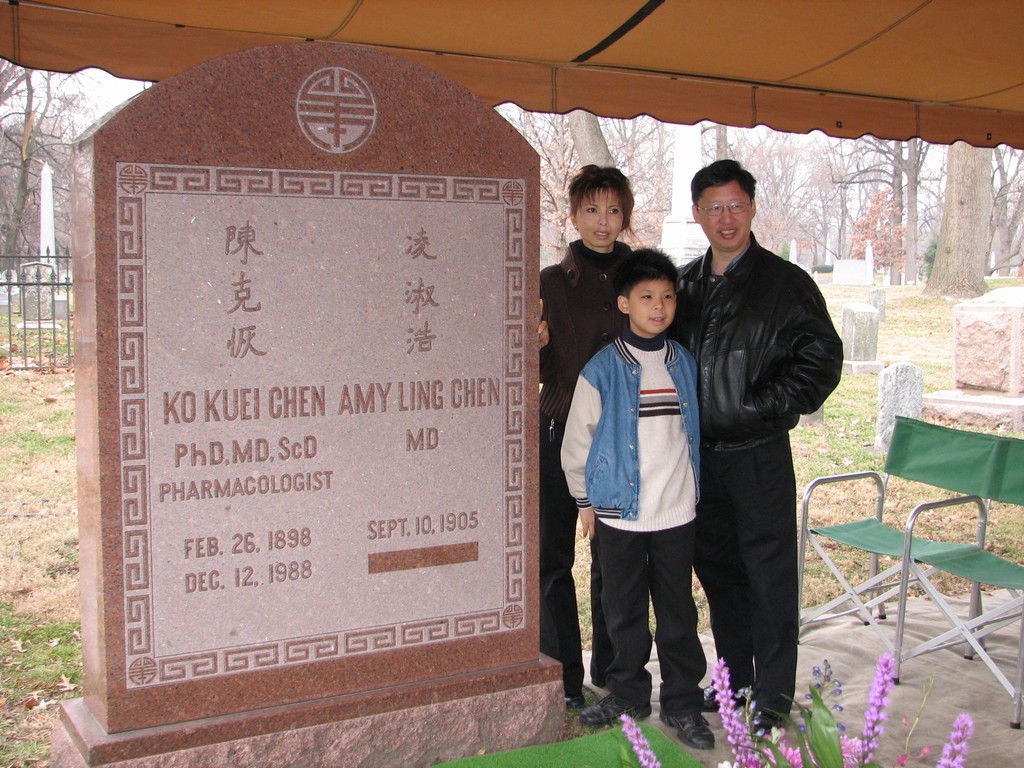 陳克恢
凌淑浩
KO KUEI CHEN
PhD, MD, ScD
PHARMACOLOGIST
FEB. 26. 1898
DEC. 12, 1988
AMY LING CHEN
MD
SEPT. 10, 1905